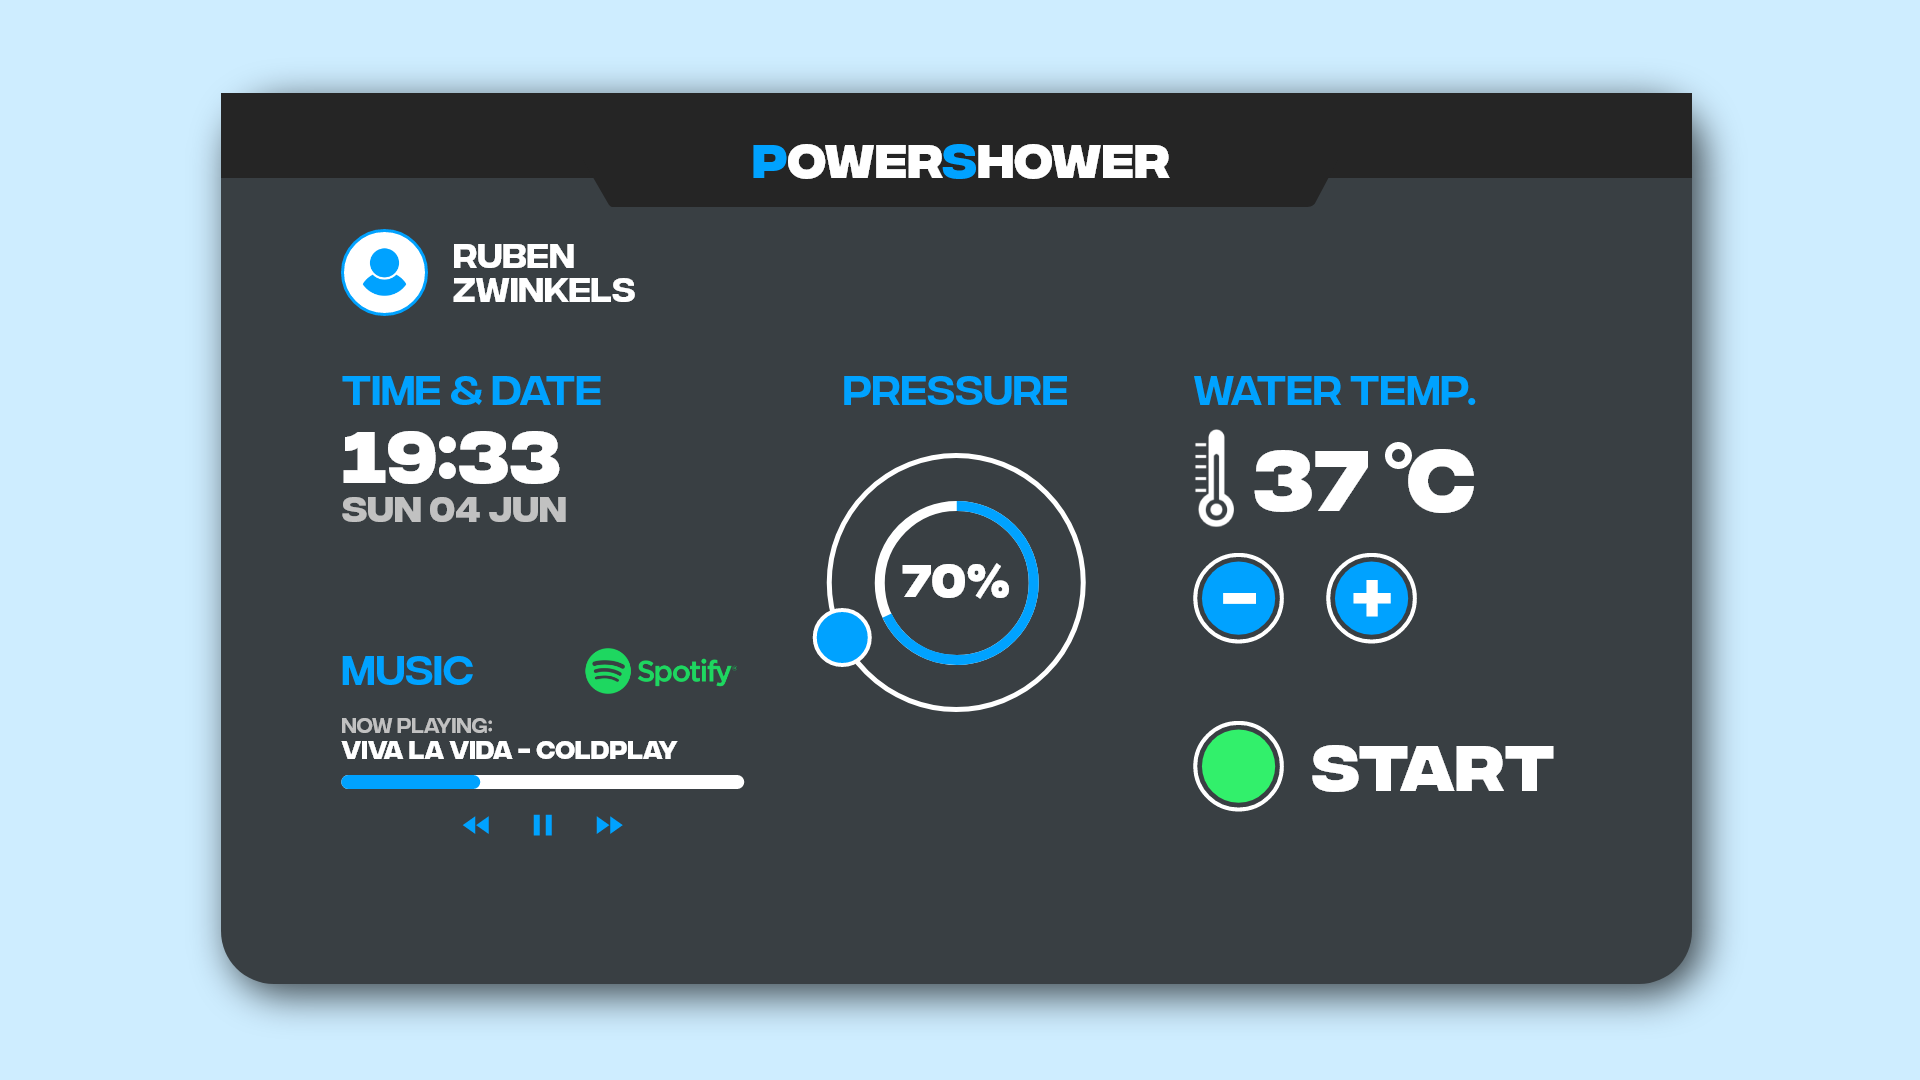 POWERSHOWER
RUBEN
ZWINKELS
TIME & DATE
19:33
SUN 04 JUN
PRESSURE
70%
WATER TEMP.
37 °C
MUSIC
Spotify
NOW PLAYING:
VIVA LA VIDA - COLDPLAY
START